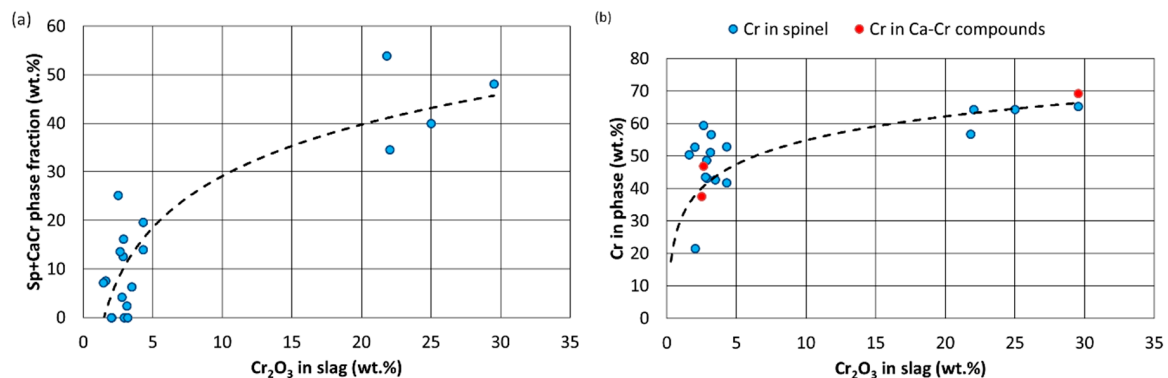 (a)
Sp+CaCr phase fraction (wt.%)
60
50
40
30
20
10
0
0 5 10 15 20 25 30 35
Cr₂O₃ in slag (wt.%)
(b)
Cr in spinel Cr in Ca-Cr compounds
Cr in phase (wt.%)
80
70
60
50
40
30
20
10
0
0 5 10 15 20 25 30 35
Cr₂O₃ in slag (wt.%)